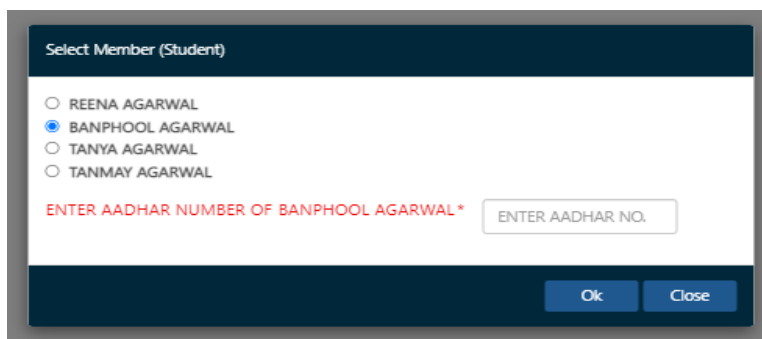 Select Member (Student)
REENA AGARWAL
BANPHOOL AGARWAL
TANYA AGARWAL
TANMAY AGARWAL
ENTER AADHAR NUMBER OF BANPHOOL AGARWAL* ENTER AADHAR NO.
Ok Close